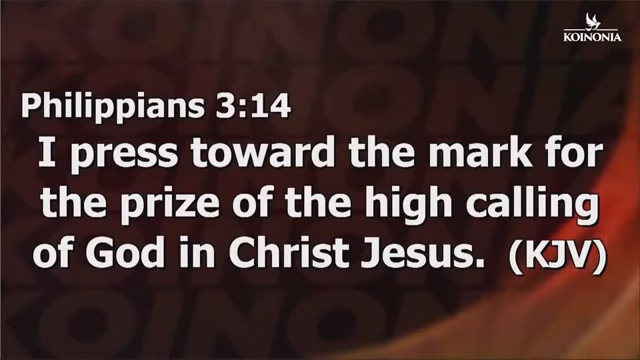 KOINONIA
Philippians 3:14
I press toward the mark for
the prize of the high calling
of God in Christ Jesus. (KJV)